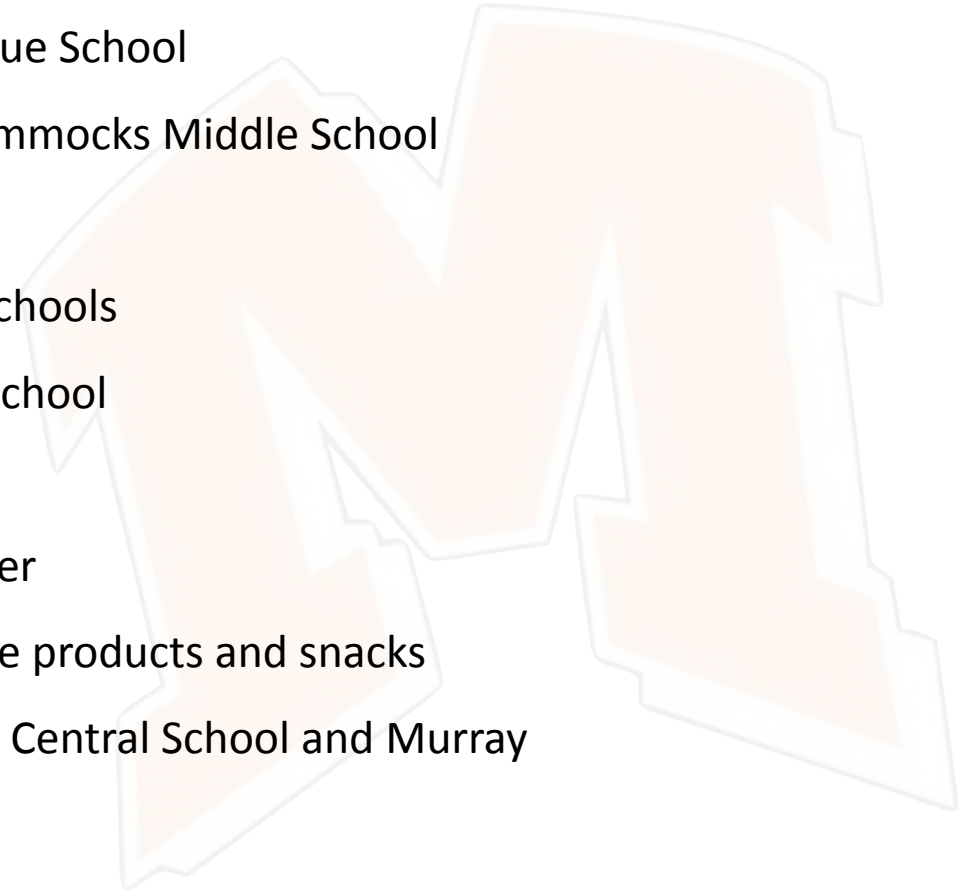 ue School
mmocks Middle School
chools
chool
er
e products and snacks
Central School and Murray